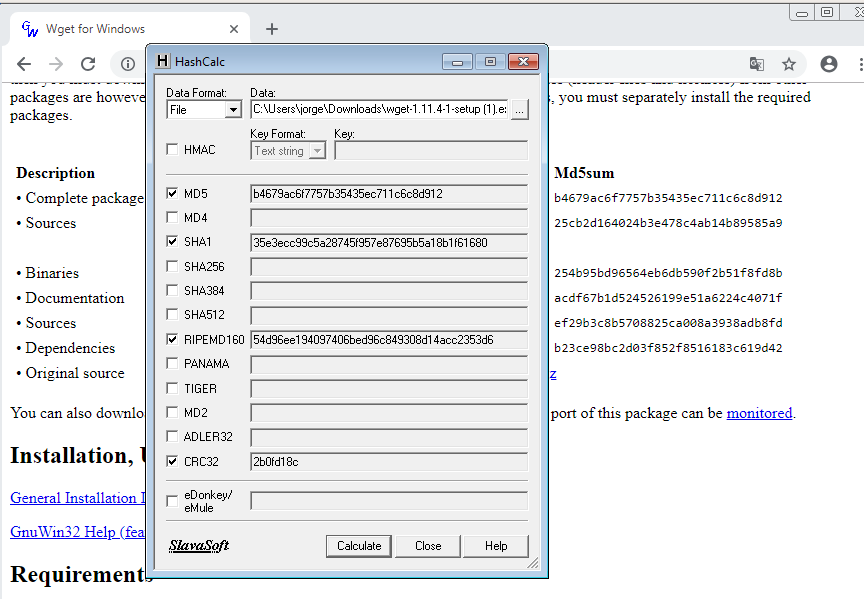 Wget for Windows
HashCalc
packages are howeve
s, you must separately install the required
packages.
Data Format:
Data:
File
C:\Users\jorge\Downloads\wget-1.11.4-1-setup (1).e:
...
HMAC
Key Format:
Key:
Text string
Description
Md5sum
• Complete package
MD5
b4679ac6f7757b35435ec711c6c8d912
b4679ac6f7757b35435ec711c6c8d912
• Sources
MD4
25cb2d164024b3e478c4ab14b89585a9
SHA1
35e3ecc99c5a28745f957e87695b5a18b1f61680
SHA256
• Binaries
254b95bd96564eb6db590f2b51f8fd8b
SHA384
• Documentation
acdf67b1d524526199e51a6224c4071f
SHA512
• Sources
ef29b3c8b5708825ca008a3938adb8fd
RIPEMD160
54d96ee194097406bed96c849308d14acc2353d6
• Dependencies
b23ce98bc2d03f852f8516183c619d42
PANAMA
• Original source
z
TIGER
MD2
You can also downlo
port of this package can be monitored.
ADLER32
Installation, U
CRC32
2b0fd18c
General Installation I
eDonkey/
eMule
GnuWin32 Help (fea
SlavaSoft
Calculate
Close
Help
Requirements